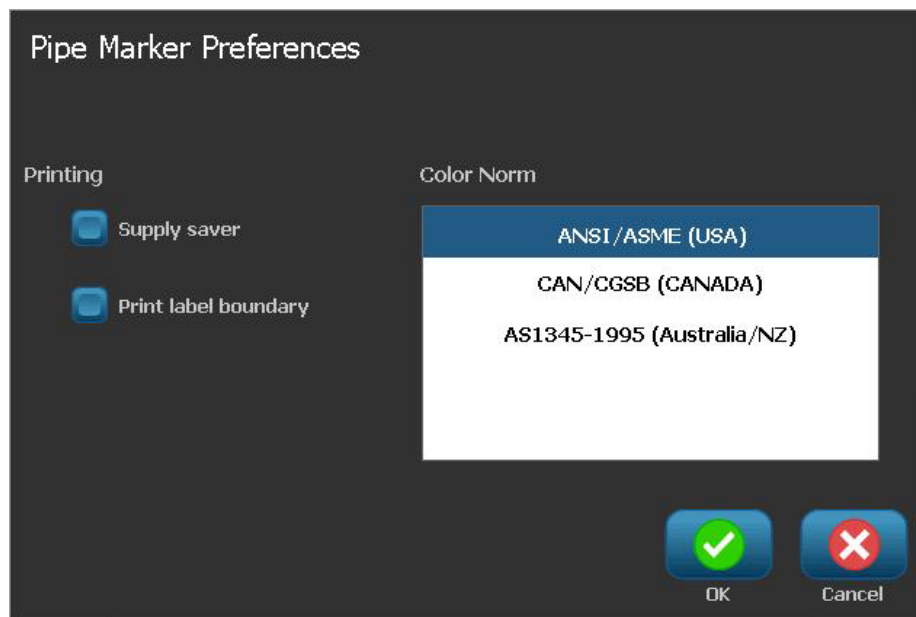 Pipe Marker Preferences
Printing
Supply saver
Print label boundary
Color Norm
ANSI/ASME (USA)
CAN/CGSB (CANADA)
AS1345-1995 (Australia/NZ)
OK
Cancel